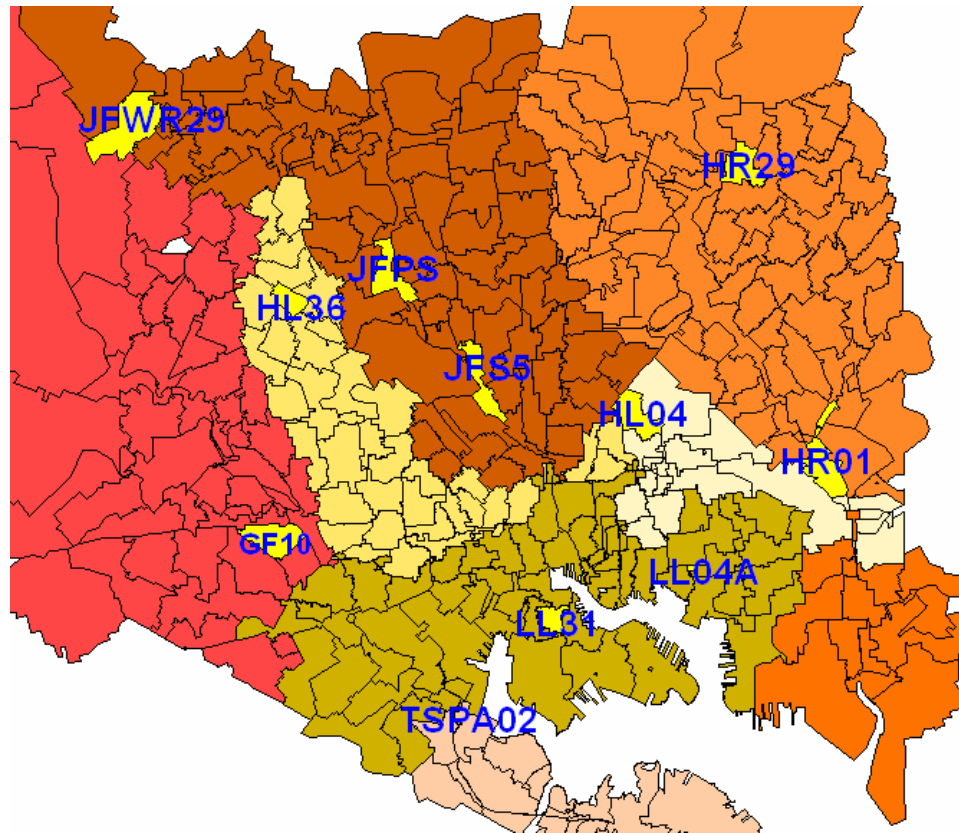 JFWR29
HR29
JFPS
HL36
JFS5
HL04
HR01
GF10
LL04A
LL31
TSPA02